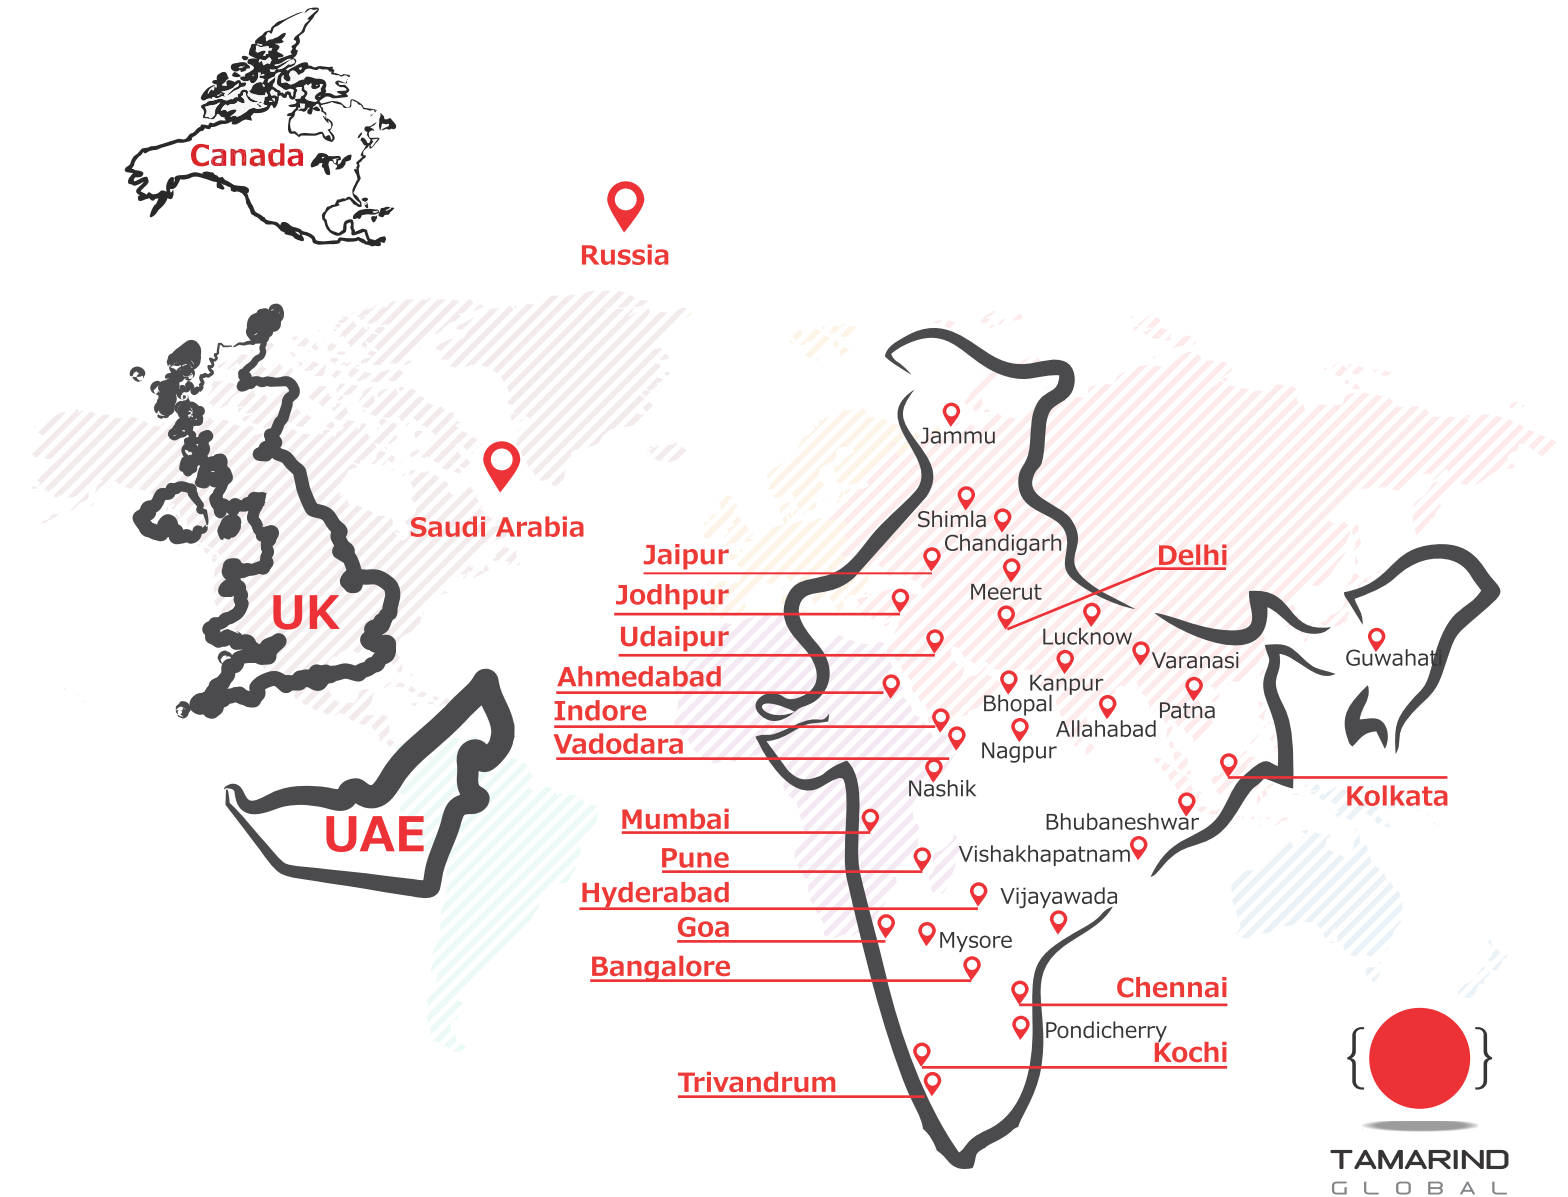 Canada
Russia
Jammu
Saudi Arabia
Shimla
Chandigarh
Jaipur
Delhi
Meerut
Jodhpur
UK
Udaipur
Lucknow
Varanasi
Guwahati
Ahmedabad
Kanpur
Bhopal
Patna
Indore
Allahabad
Vadodara
Nagpur
Nashik
Kolkata
Mumbai
Bhubaneshwar
UAE
Pune
Vishakhapatnam
Hyderabad
Vijayawada
Goa
Mysore
Bangalore
Chennai
Pondicherry
Kochi
Trivandrum
{ }
TAMARIND
GLOBAL